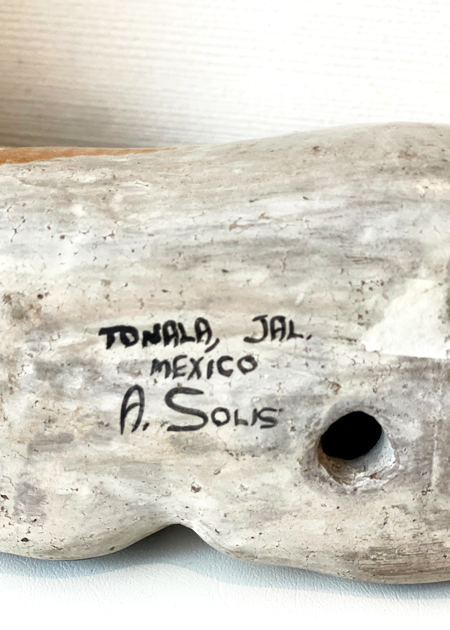 TONALA, JAL.
MEXICO
A. SOLIS